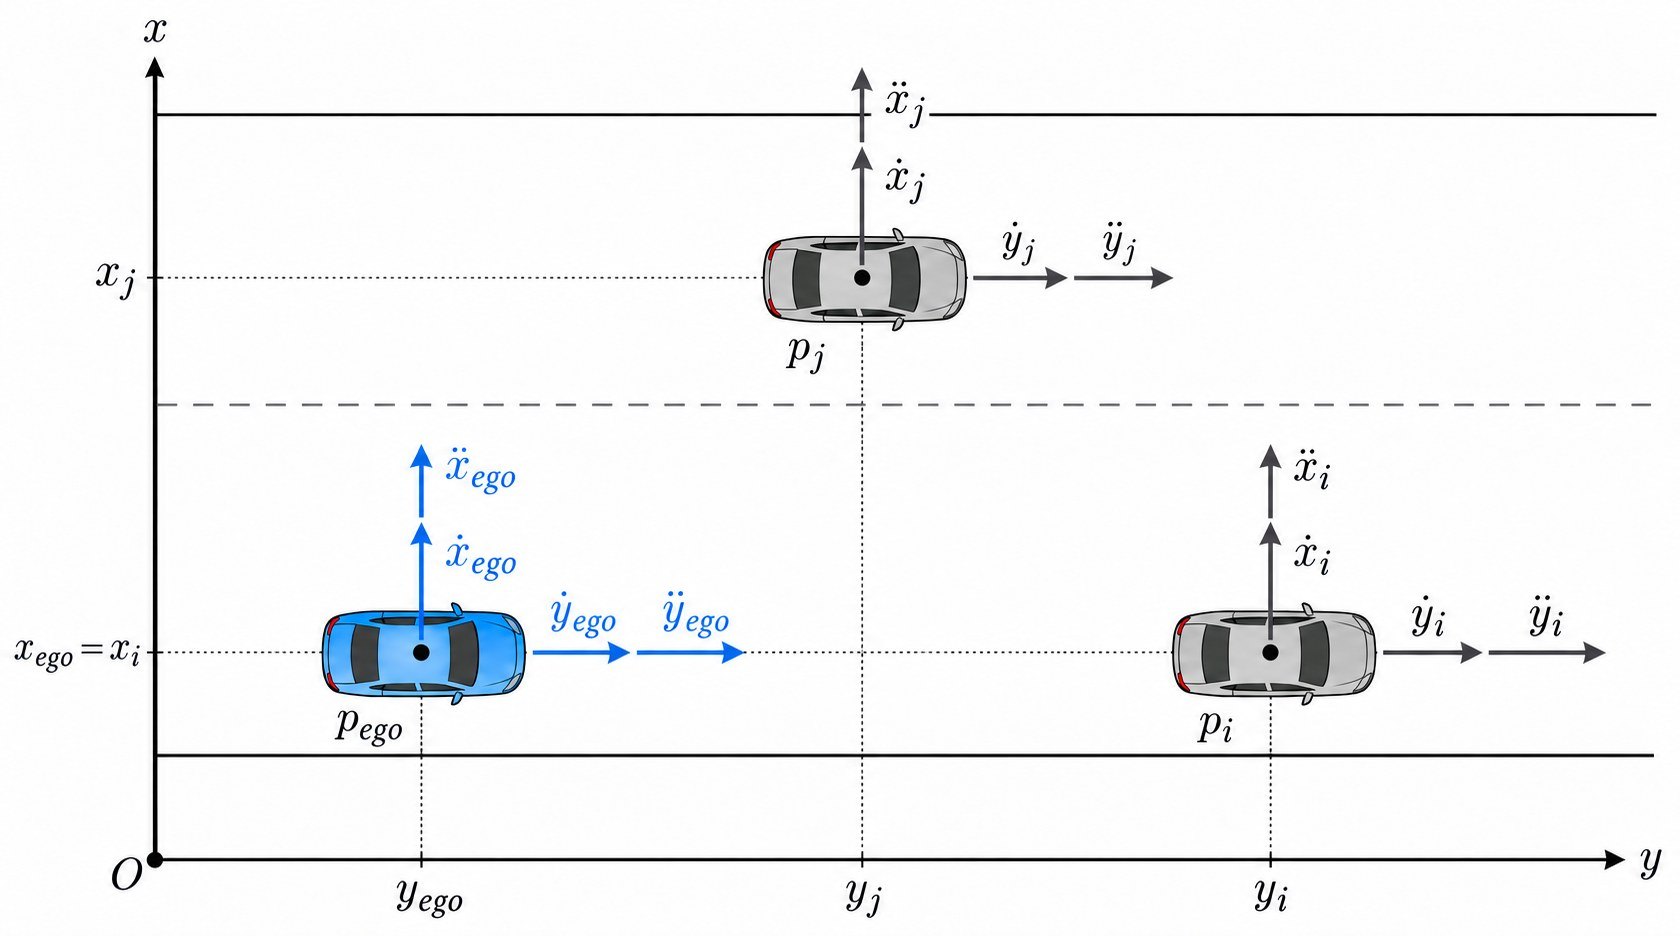 x
ẍ_j
ẋ_j
ẏ_j ÿ_j
x_j
p_j
ẍ_ego ẍ_i
ẋ_ego ẋ_i
ẏ_ego ÿ_ego ẏ_i ÿ_i
x_ego = x_i
p_ego p_i
O y
y_ego y_j y_i